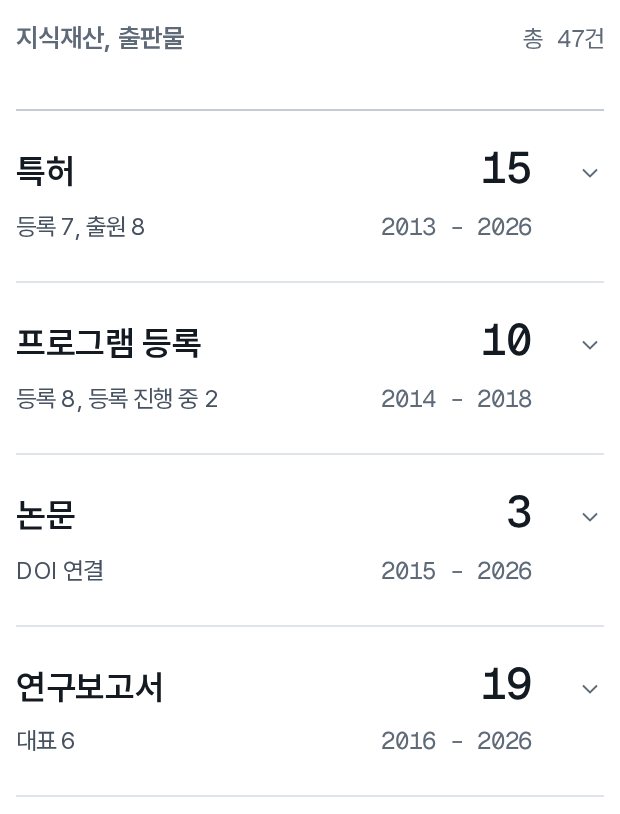 지식재산, 출판물 총 47건
특허 15
등록 7, 출원 8 2013 – 2026
프로그램 등록 10
등록 8, 등록 진행 중 2 2014 – 2018
논문 3
DOI 연결 2015 – 2026
연구보고서 19
대표 6 2016 – 2026